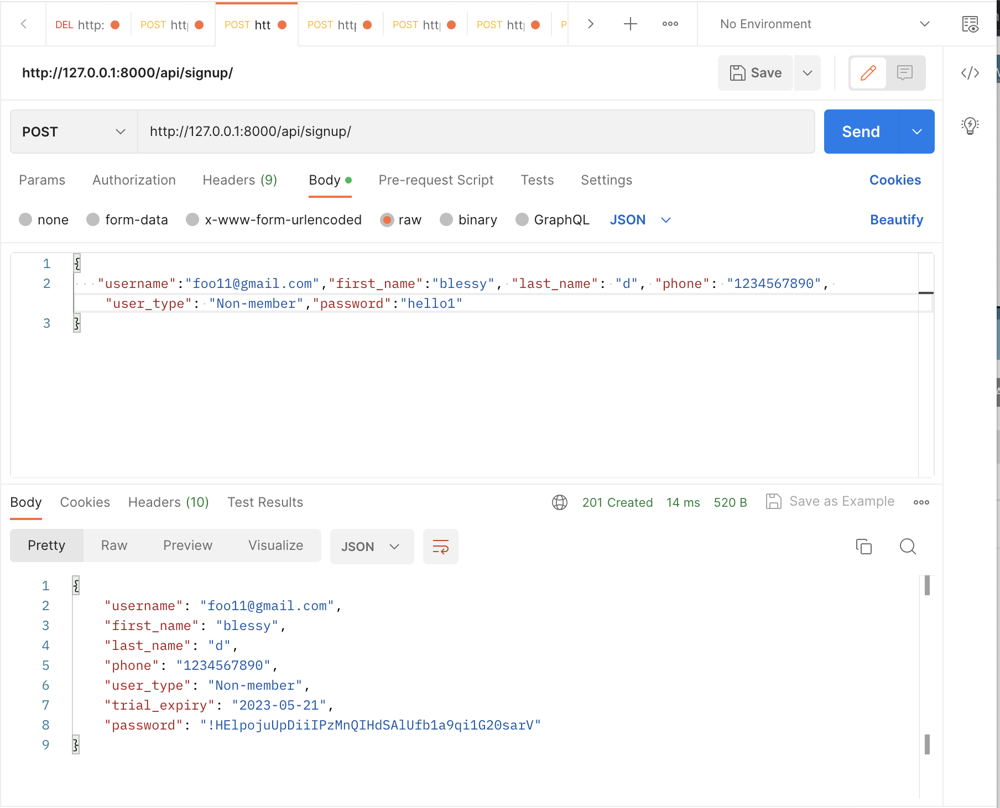 DEL http: POST htt POST htt POST htt POST htt POST htt P No Environment
http://127.0.0.1:8000/api/signup/ Save
POST http://127.0.0.1:8000/api/signup/ Send
Params Authorization Headers (9) Body Pre-request Script Tests Settings Cookies
none form-data x-www-form-urlencoded raw binary GraphQL JSON Beautify
1 {
2 "username":"foo11@gmail.com","first_name":"blessy", "last_name": "d", "phone": "1234567890",
"user_type": "Non-member","password":"hello1"
3 }
Body Cookies Headers (10) Test Results 201 Created 14 ms 520 B Save as Example
Pretty Raw Preview Visualize JSON
1 {
2 "username": "foo11@gmail.com",
3 "first_name": "blessy",
4 "last_name": "d",
5 "phone": "1234567890",
6 "user_type": "Non-member",
7 "trial_expiry": "2023-05-21",
8 "password": "!HElpojuUpDiiIPzMnQIHdSAlUfb1a9qi1G20sarV"
9 }